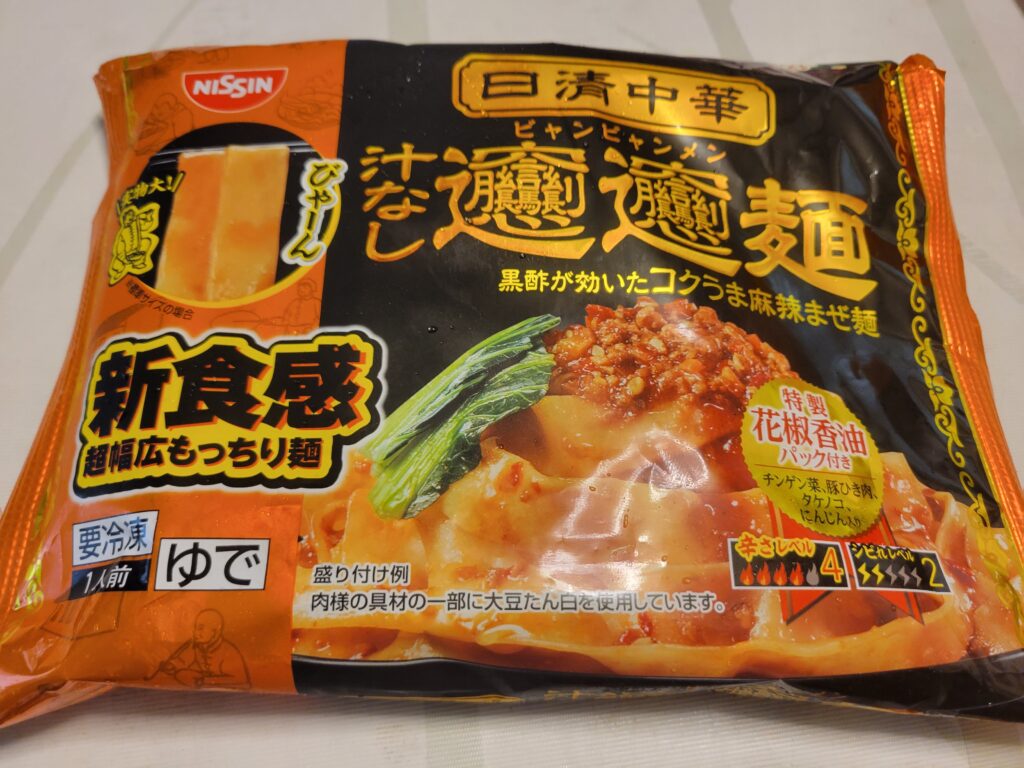 NISSIN
日清中華
ビャンビャンメン
汁なし𰻞𰻞麺
黒酢が効いたコクうま麻辣まぜ麺
実物大!
びゃーん
新食感
超幅広もっちり麺
特製
花椒香油
パック付き
チンゲン菜、豚ひき肉、
タケノコ、
にんじん入り
要冷凍
1人前
ゆで
辛さレベル
4
シビれレベル
2
盛り付け例
肉様の具材の一部に大豆たん白を使用しています。